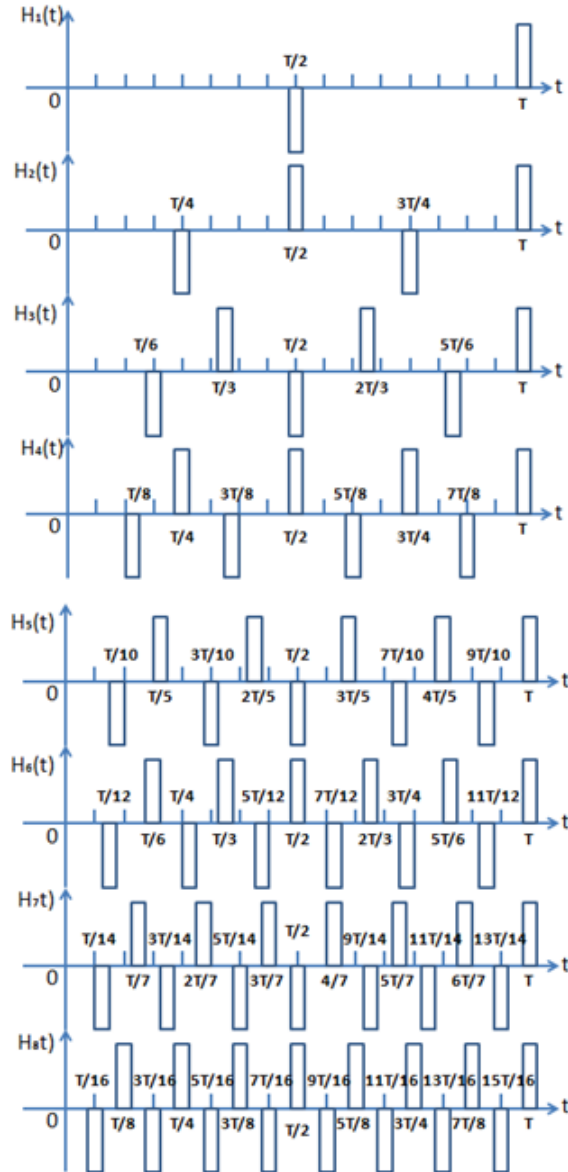 H₁(t)
T/2
0 T t
H₂(t)
T/4 3T/4
0 T/2 T t
H₃(t)
T/6 T/2 5T/6
0 T/3 2T/3 T t
H₄(t)
T/8 3T/8 5T/8 7T/8
0 T/4 T/2 3T/4 T t
H₅(t)
T/10 3T/10 T/2 7T/10 9T/10
0 T/5 2T/5 3T/5 4T/5 T t
H₆(t)
T/12 T/4 5T/12 7T/12 3T/4 11T/12
0 T/6 T/3 T/2 2T/3 5T/6 T t
H₇t)
T/14 3T/14 5T/14 T/2 9T/14 11T/14 13T/14
0 T/7 2T/7 3T/7 4/7 5T/7 6T/7 T t
H₈t)
T/16 3T/16 5T/16 7T/16 9T/16 11T/16 13T/16 15T/16
0 T/8 T/4 3T/8 T/2 5T/8 3T/4 7T/8 T t